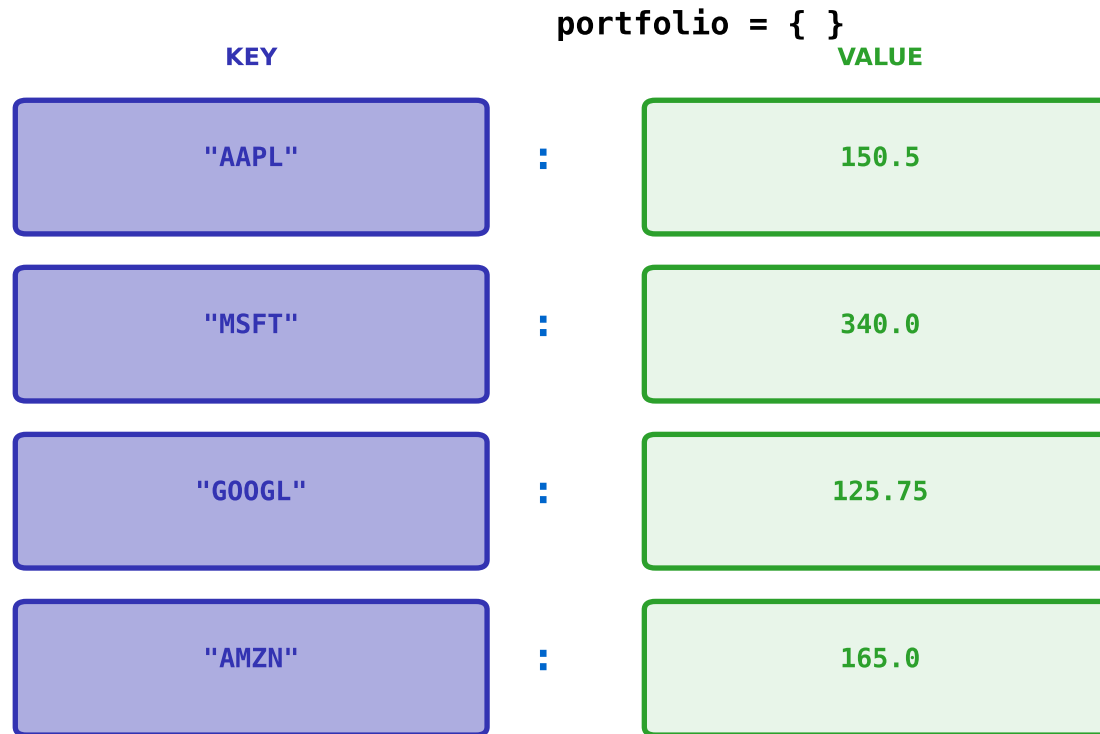 portfolio = { }
KEY VALUE
"AAPL" : 150.5
"MSFT" : 340.0
"GOOGL" : 125.75
"AMZN" : 165.0